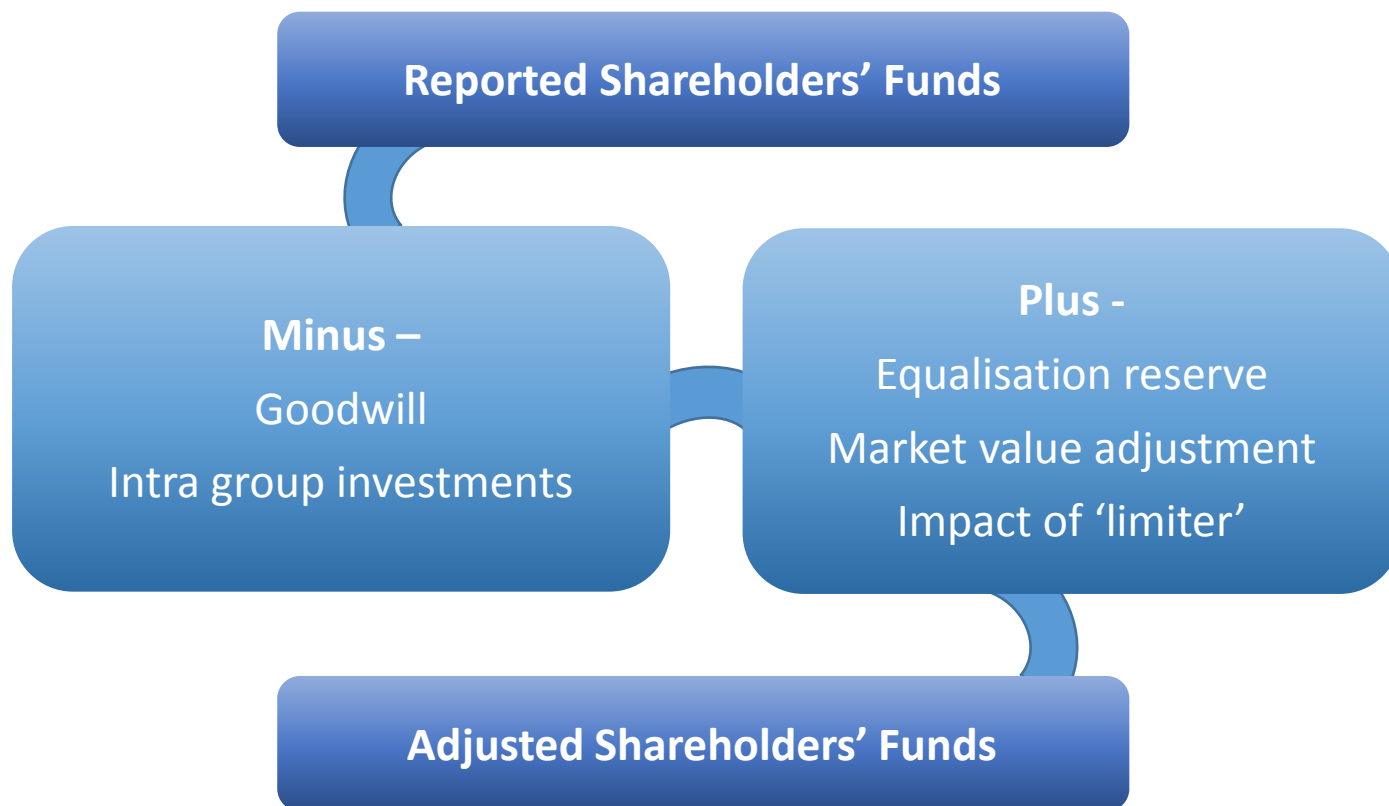 Reported Shareholders’ Funds
Minus –
Goodwill
Intra group investments
Plus -
Equalisation reserve
Market value adjustment
Impact of ‘limiter’
Adjusted Shareholders’ Funds